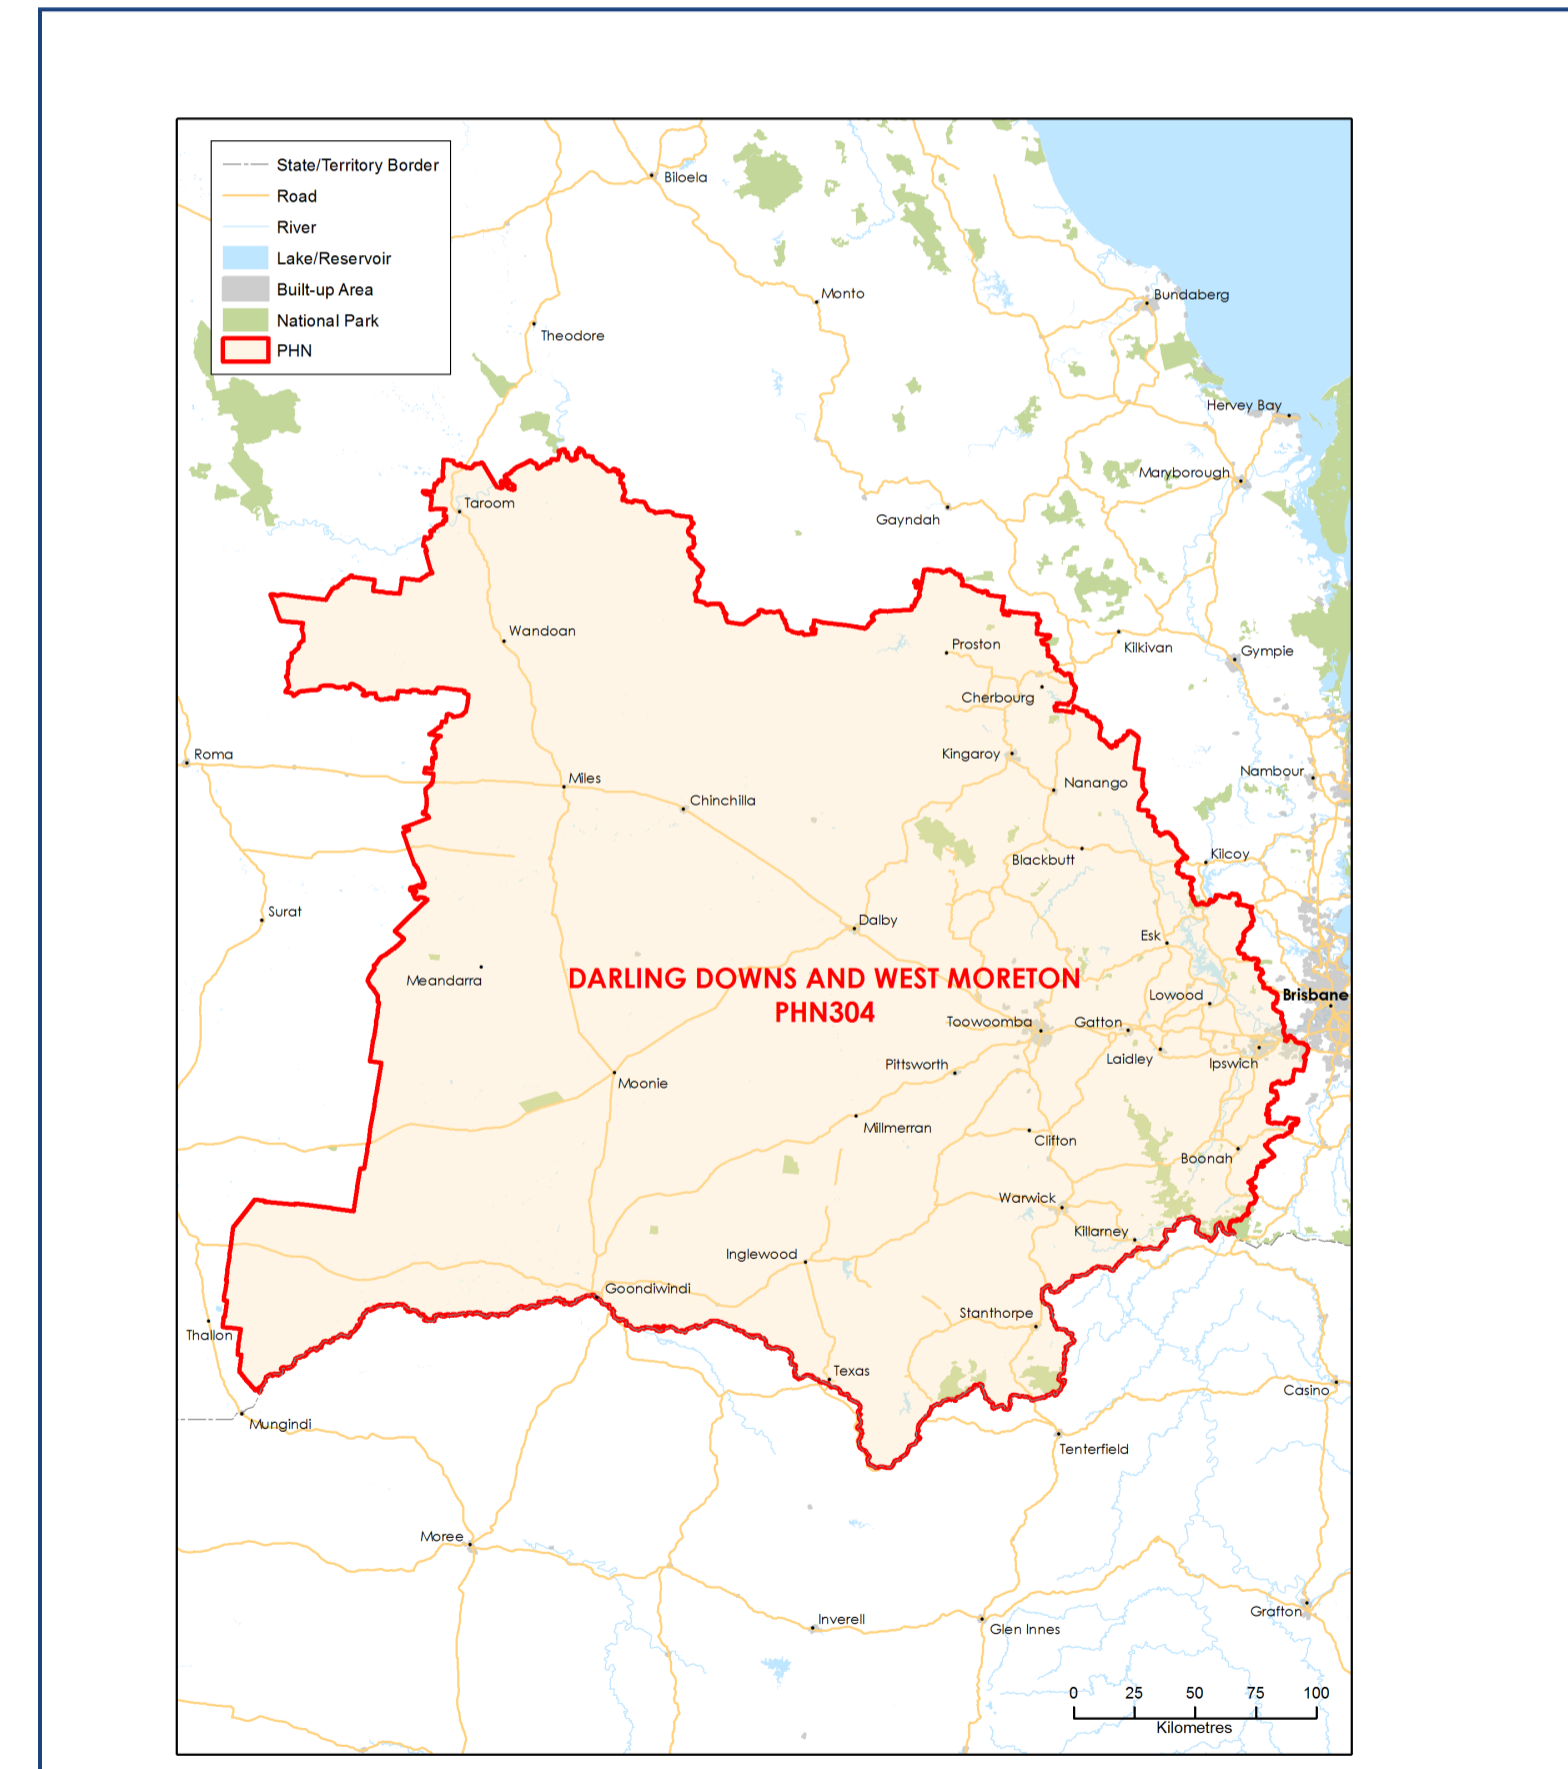 State/Territory Border
Road
River
Lake/Reservoir
Built-up Area
National Park
PHN
Biloela
Monto
Bundaberg
Theodore
Hervey Bay
Maryborough
Taroom
Gayndah
Wandoan
Proston
Kilkivan
Gympie
Cherbourg
Roma
Kingaroy
Nambour
Miles
Nanango
Chinchilla
Blackbutt
Kilcoy
Surat
Dalby
Esk
Meandarra
DARLING DOWNS AND WEST MORETON
PHN304
Lowood
Brisbane
Toowoomba
Gatton
Laidley
Ipswich
Pittsworth
Moonie
Millmerran
Clifton
Boonah
Warwick
Killarney
Inglewood
Goondiwindi
Stanthorpe
Thallon
Texas
Casino
Mungindi
Tenterfield
Moree
Grafton
Inverell
Glen Innes
0 25 50 75 100
Kilometres